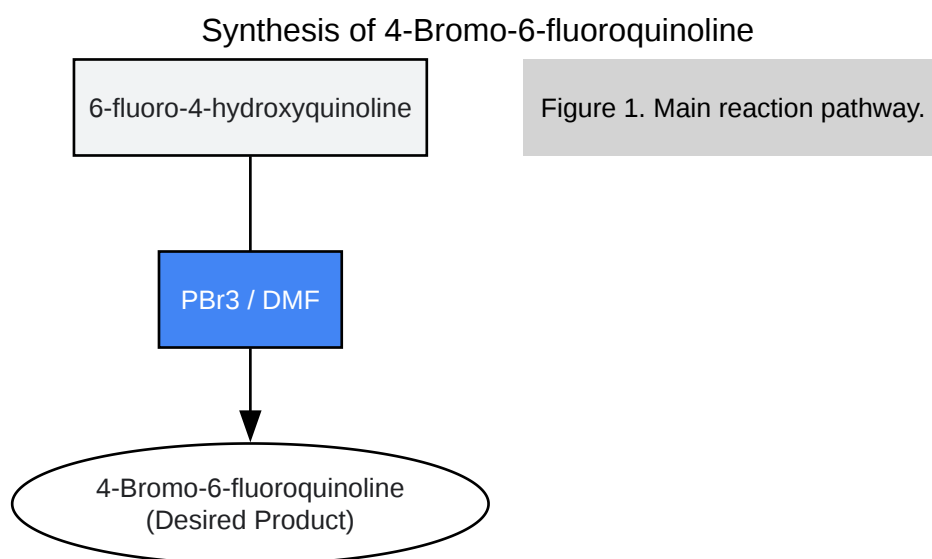 Synthesis of 4-Bromo-6-fluoroquinoline
6-fluoro-4-hydroxyquinoline
Figure 1. Main reaction pathway.
PBr3 / DMF
4-Bromo-6-fluoroquinoline
(Desired Product)